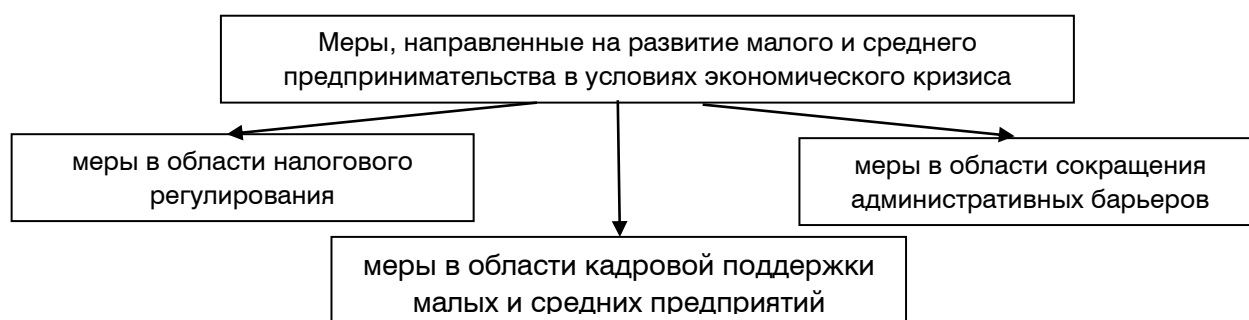 Меры, направленные на развитие малого и среднего
предпринимательства в условиях экономического кризиса
меры в области налогового
регулирования
меры в области сокращения
административных барьеров
меры в области кадровой поддержки
малых и средних предприятий